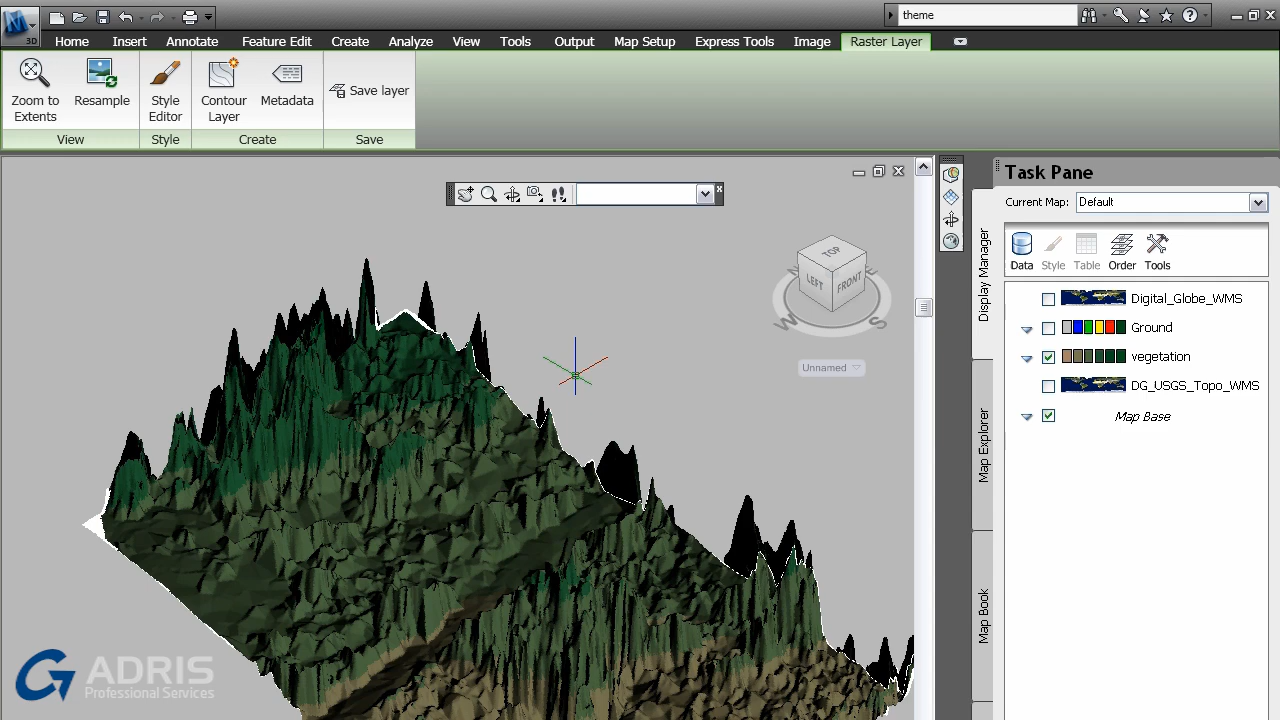 3D
theme
Home Insert Annotate Feature Edit Create Analyze View Tools Output Map Setup Express Tools Image Raster Layer
Zoom to Extents
Resample
Style Editor
Contour Layer
Metadata
Save layer
View Style Create Save
Task Pane
Current Map: Default
Data Style Table Order Tools
Display Manager
Map Explorer
Map Book
Digital_Globe_WMS
Ground
vegetation
DG_USGS_Topo_WMS
Map Base
TOP
LEFT FRONT
W S
Unnamed
G ADRIS
Professional Services